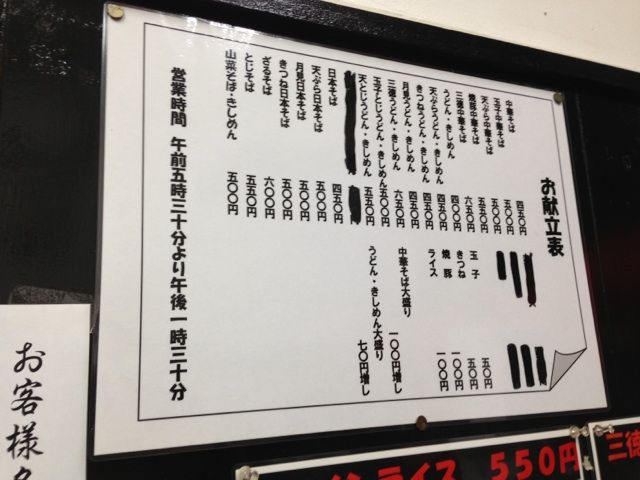 お献立表
中華そば 四五〇円
玉子中華そば 五〇〇円
天ぷら中華そば 五〇〇円
焼豚中華そば 五五〇円
三徳中華そば 六五〇円
うどん・きしめん 四〇〇円
天ぷらうどん・きしめん 四五〇円
きつねうどん・きしめん 四五〇円
月見うどん・きしめん 四五〇円
三徳うどん・きしめん 六五〇円
玉子とじうどん・きしめん 五〇〇円
天とじうどん・きしめん 五五〇円
日本そば 四五〇円
天ぷら日本そば 五〇〇円
月見日本そば 五〇〇円
きつね日本そば 五〇〇円
ざるそば 六〇〇円
とじそば 五五〇円
山菜そば・きしめん 五〇〇円
玉子 五〇円
きつね 五〇円
焼豚 一〇〇円
ライス 一〇〇円
中華そば大盛り 一〇〇円増し
うどん・きしめん大盛り 七〇円増し
営業時間 午前五時三十分より午後一時三十分
お客様
ライス 550円
三徳